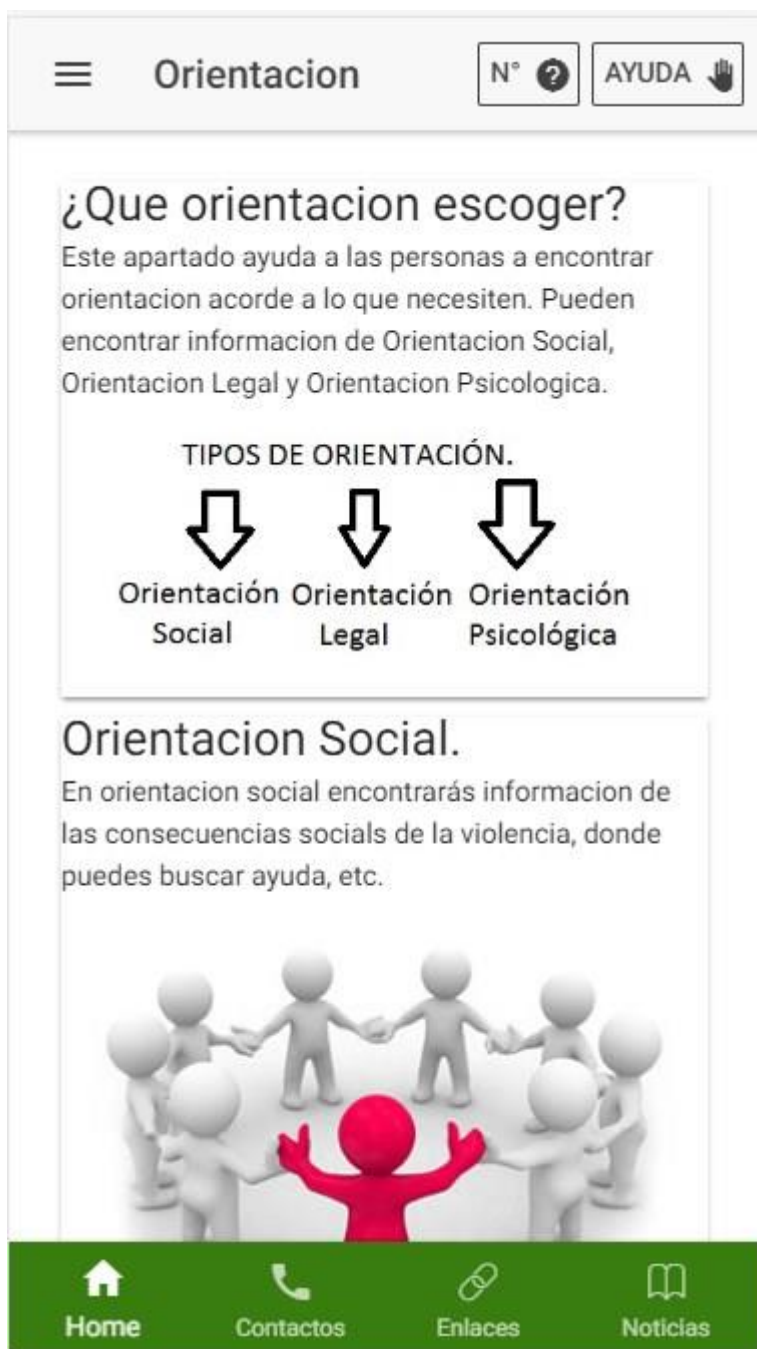 Orientacion
N°
AYUDA
¿Que orientacion escoger?
Este apartado ayuda a las personas a encontrar
orientacion acorde a lo que necesiten. Pueden
encontrar informacion de Orientacion Social,
Orientacion Legal y Orientacion Psicologica.
TIPOS DE ORIENTACIÓN.
Orientación Social
Orientación Legal
Orientación Psicológica
Orientacion Social.
En orientacion social encontrarás informacion de
las consecuencias socials de la violencia, donde
puedes buscar ayuda, etc.
Home
Contactos
Enlaces
Noticias